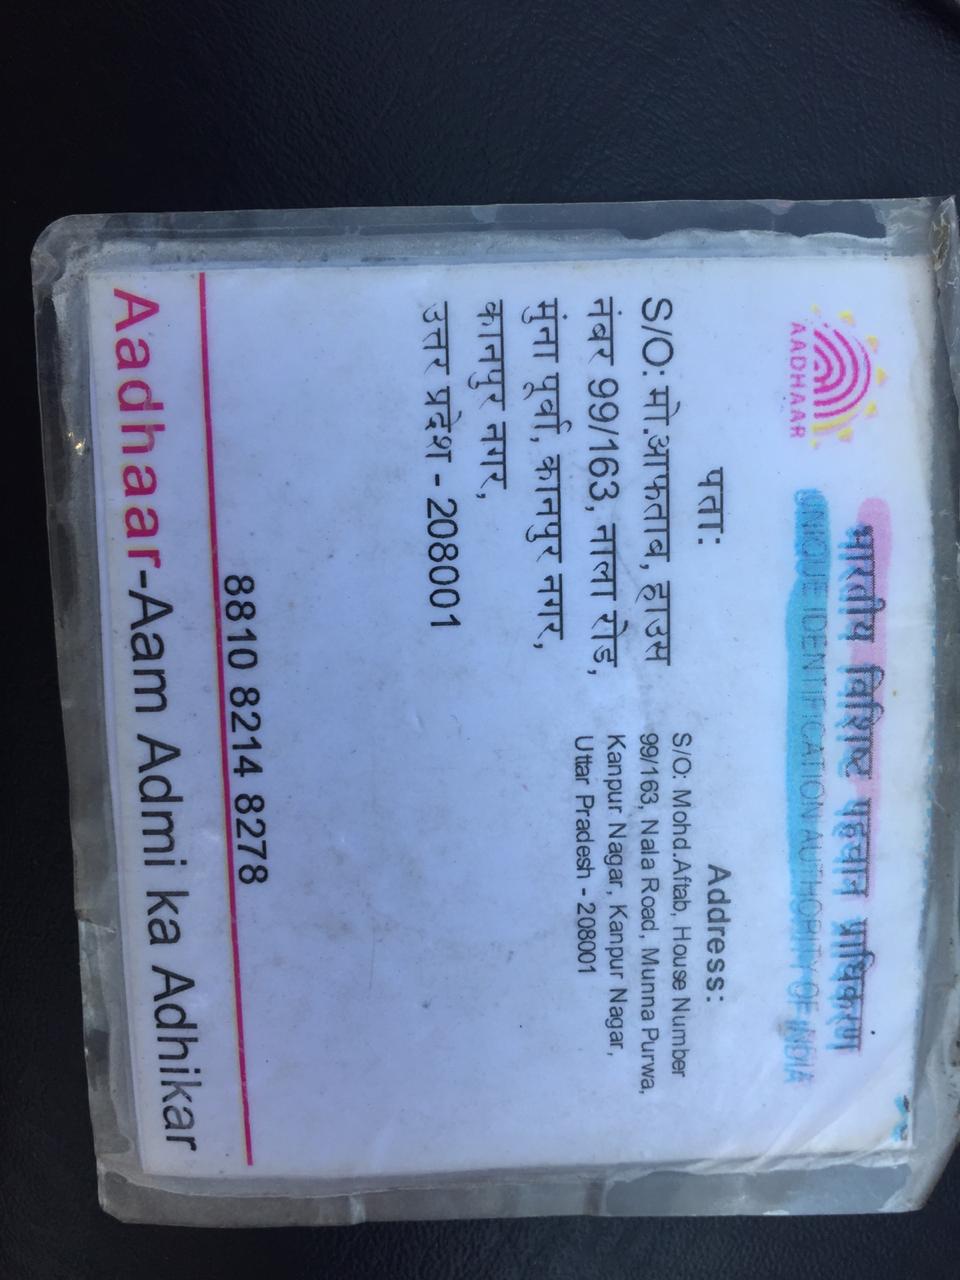 भारतीय विशिष्ट पहचान प्राधिकरण
UNIQUE IDENTIFICATION AUTHORITY OF INDIA
AADHAAR
पता:
S/O: मो.आफताब, हाउस
नंबर 99/163, नाला रोड,
मुंना पुर्वा, कानपुर नगर,
कानपुर नगर,
उत्तर प्रदेश - 208001
Address:
S/O: Mohd.Aftab, House Number
99/163, Nala Road, Munna Purwa,
Kanpur Nagar, Kanpur Nagar,
Uttar Pradesh - 208001
8810 8214 8278
Aadhaar-Aam Admi ka Adhikar